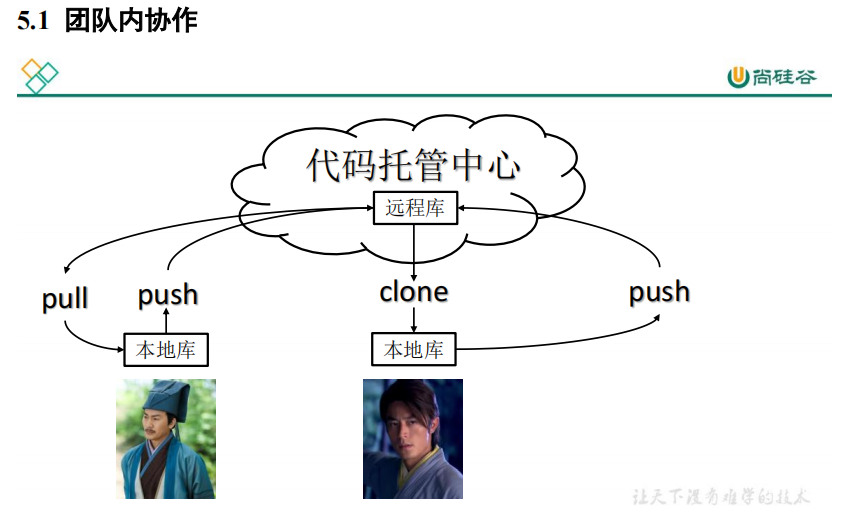 5.1 团队内协作
尚硅谷
代码托管中心
远程库
pull
push
clone
push
本地库
本地库
让天下没有难学的技术